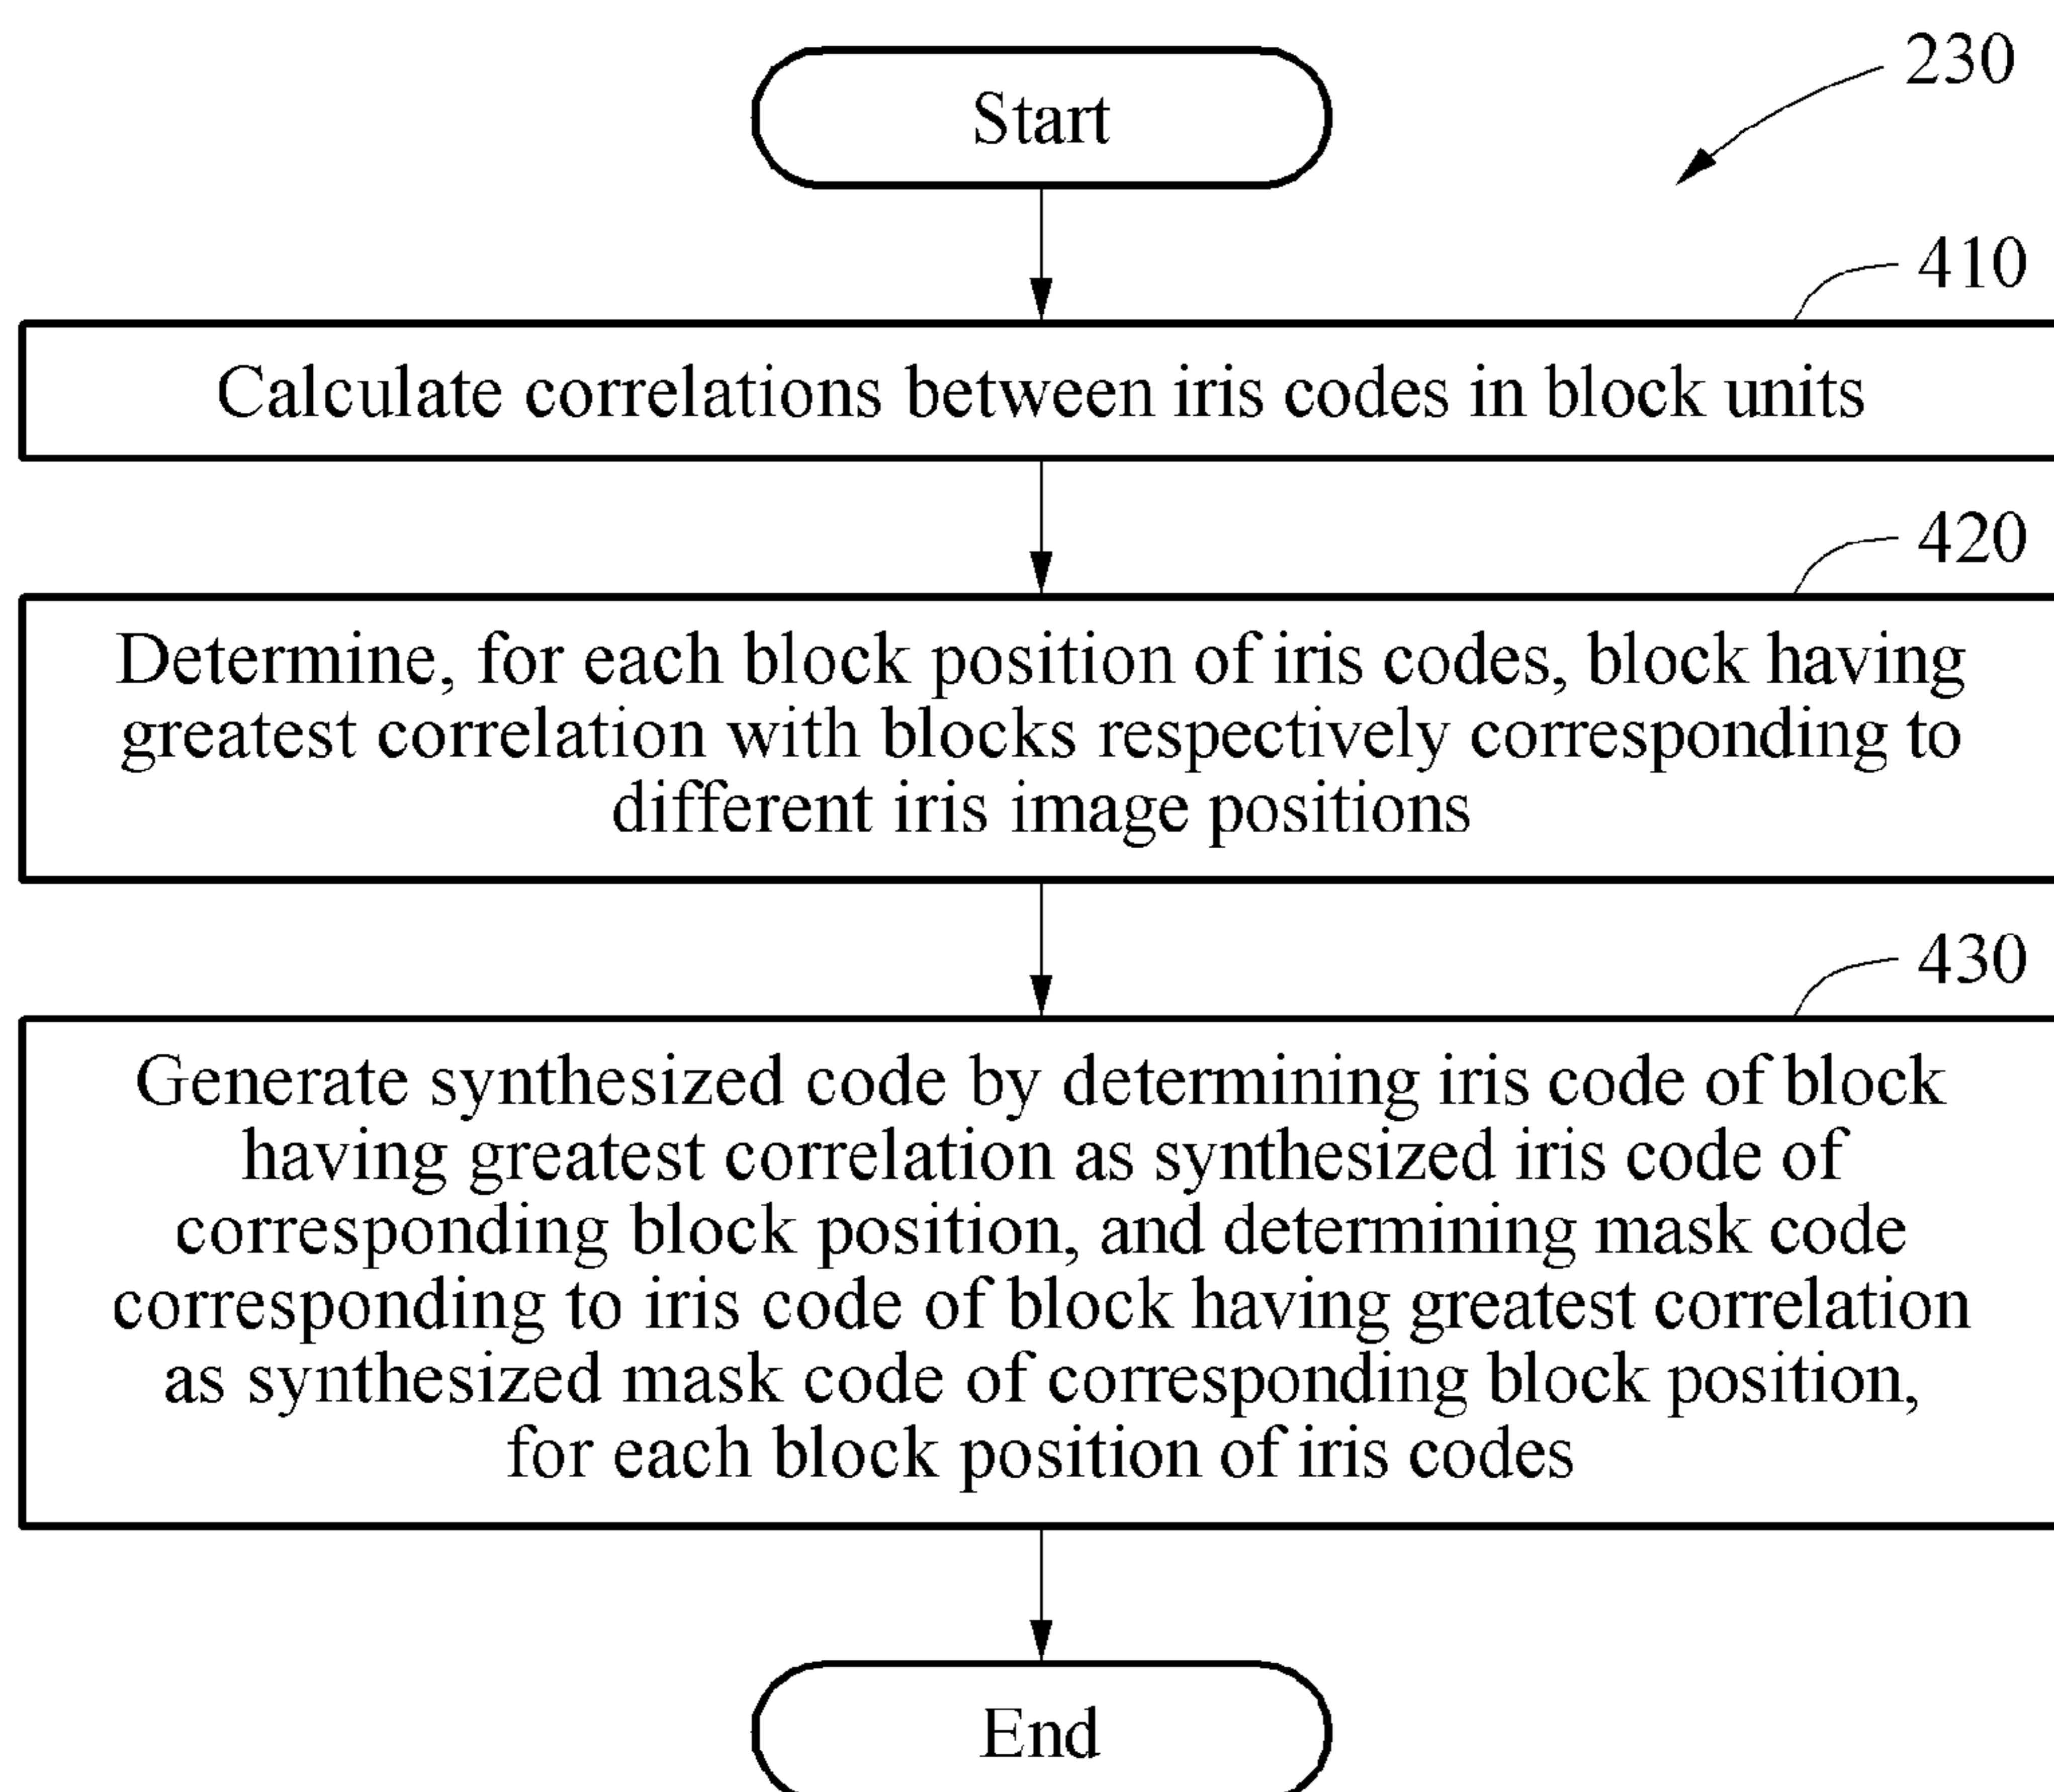 230
Start
410
Calculate correlations between iris codes in block units
420
Determine, for each block position of iris codes, block having
greatest correlation with blocks respectively corresponding to
different iris image positions
430
Generate synthesized code by determining iris code of block
having greatest correlation as synthesized iris code of
corresponding block position, and determining mask code
corresponding to iris code of block having greatest correlation
as synthesized mask code of corresponding block position,
for each block position of iris codes
End